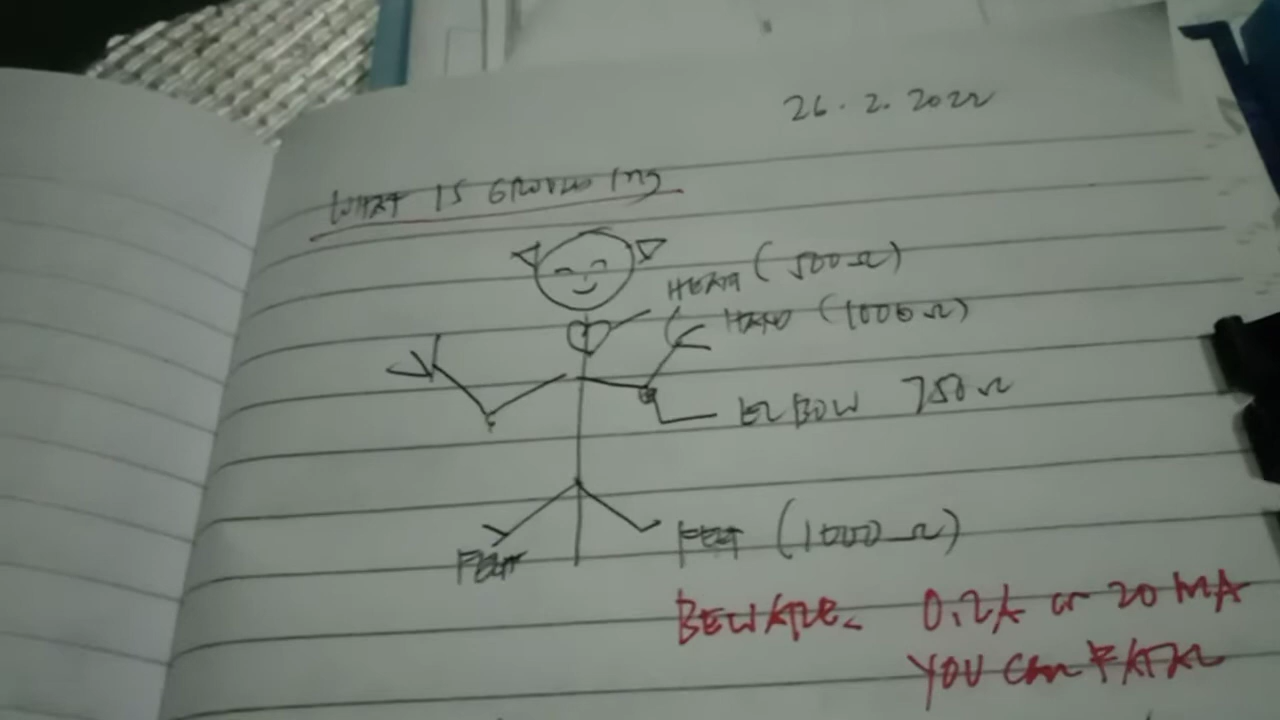 26.2.2022
WHAT IS GROUNDING
HEART (500Ω)
HAND (1000Ω)
ELBOW 750Ω
FEET
FEET (1000Ω)
BEWARE. 0.2A or 20 MA
YOU can FATAL